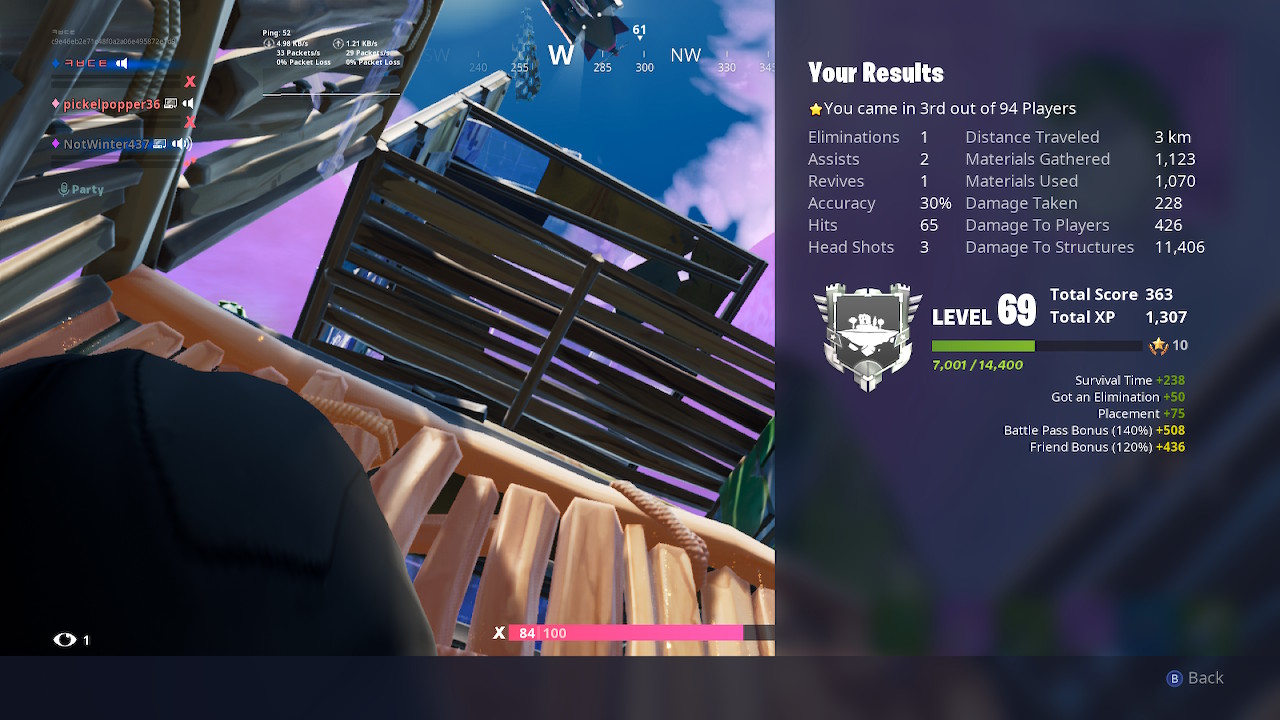 ㅋㅂㄷㄷ
ㅋㅂㄷㄷ
pickelpopper36
NotWinter437
Party
Ping: 52
4.98 KB/s 1.21 KB/s
33 Packets/s 29 Packets/s
0% Packet Loss 0% Packet Loss
61
SW W NW
240 255 285 300 330 345
Your Results
You came in 3rd out of 94 Players
Eliminations 1 Distance Traveled 3 km
Assists 2 Materials Gathered 1,123
Revives 1 Materials Used 1,070
Accuracy 30% Damage Taken 228
Hits 65 Damage To Players 426
Head Shots 3 Damage To Structures 11,406
LEVEL 69
Total Score 363
Total XP 1,307
10
7,001 / 14,400
Survival Time +238
Got an Elimination +50
Placement +75
Battle Pass Bonus (140%) +508
Friend Bonus (120%) +436
X 84 | 100
1
B Back